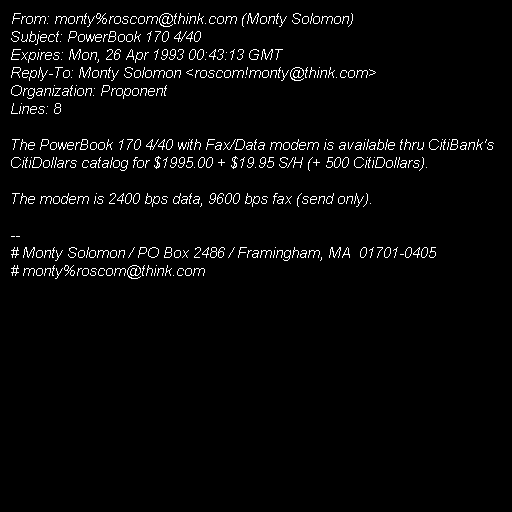 From: monty%roscom@think.com (Monty Solomon)
Subject: PowerBook 170 4/40
Expires: Mon, 26 Apr 1993 00:43:13 GMT
Reply-To: Monty Solomon <roscom!monty@think.com>
Organization: Proponent
Lines: 8

The PowerBook 170 4/40 with Fax/Data modem is available thru CitiBank's
CitiDollars catalog for $1995.00 + $19.95 S/H (+ 500 CitiDollars).

The modem is 2400 bps data, 9600 bps fax (send only).

--
# Monty Solomon / PO Box 2486 / Framingham, MA  01701-0405
# monty%roscom@think.com